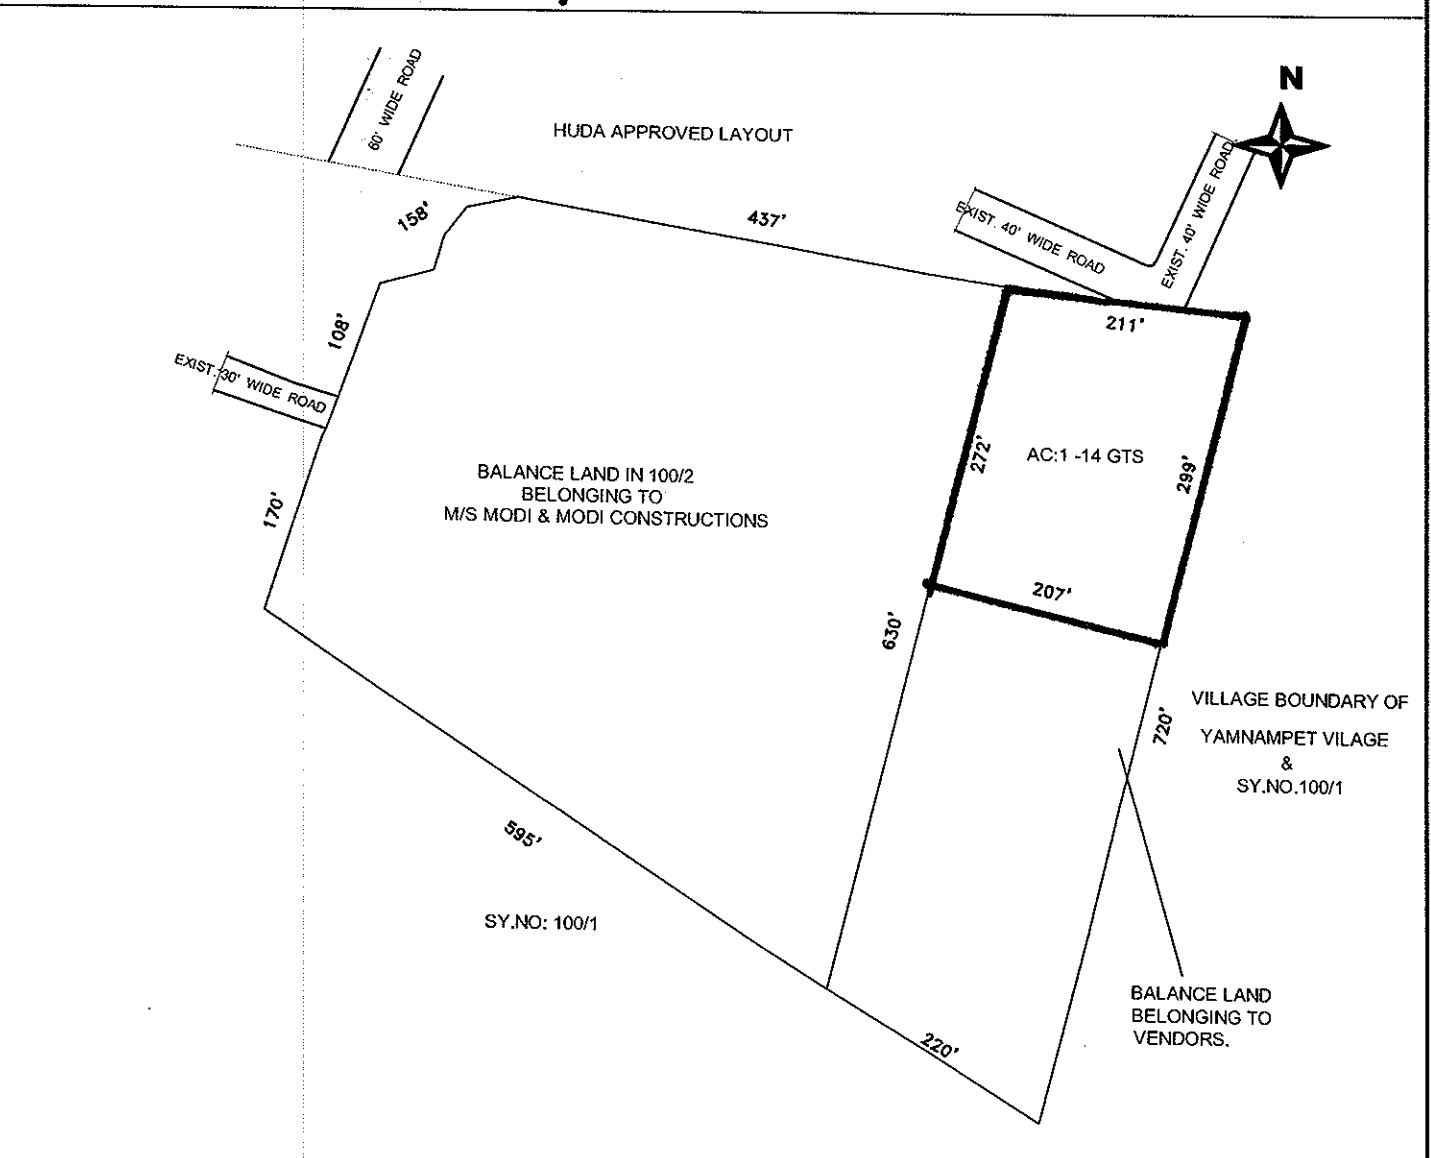 N
60' WIDE ROAD
HUDA APPROVED LAYOUT
158'
437'
EXIST. 40' WIDE ROAD
EXIST. 40' WIDE ROAD
211'
108'
EXIST. 30' WIDE ROAD
272'
AC:1 -14 GTS
299'
BALANCE LAND IN 100/2
BELONGING TO
M/S MODI & MODI CONSTRUCTIONS
170'
207'
630'
VILLAGE BOUNDARY OF
YAMNAMPET VILAGE
&
SY.NO.100/1
720'
595'
SY.NO: 100/1
BALANCE LAND
BELONGING TO
VENDORS.
220'